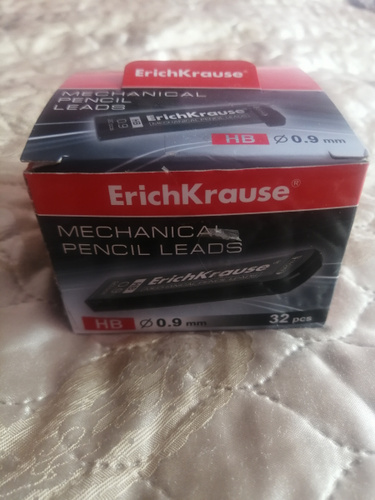 ErichKrause®
MECHANICAL
PENCIL
LEADS
ErichKrause
HB Ø 0.9 mm
ErichKrause®
MECHANICAL
PENCIL LEADS
ErichKrause
HB Ø 0.9 mm
32 pcs